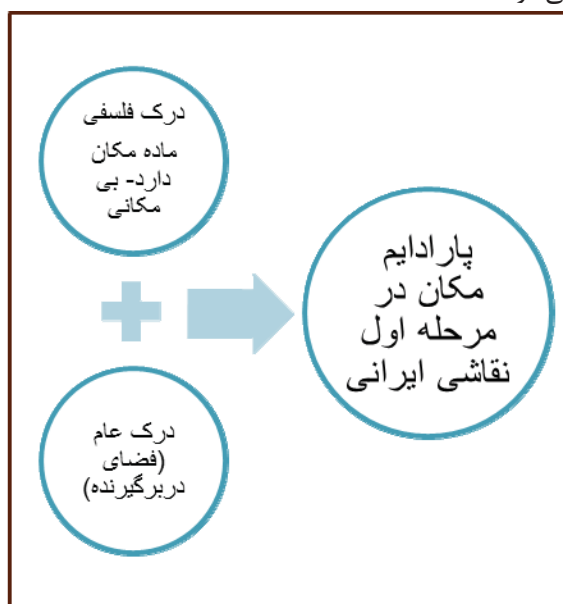 درک فلسفی
ماده مکان
دارد- بی
مکانی
درک عام
(فضای
دربرگیرنده)
پارادایم
مکان در
مرحله اول
نقاشی ایرانی